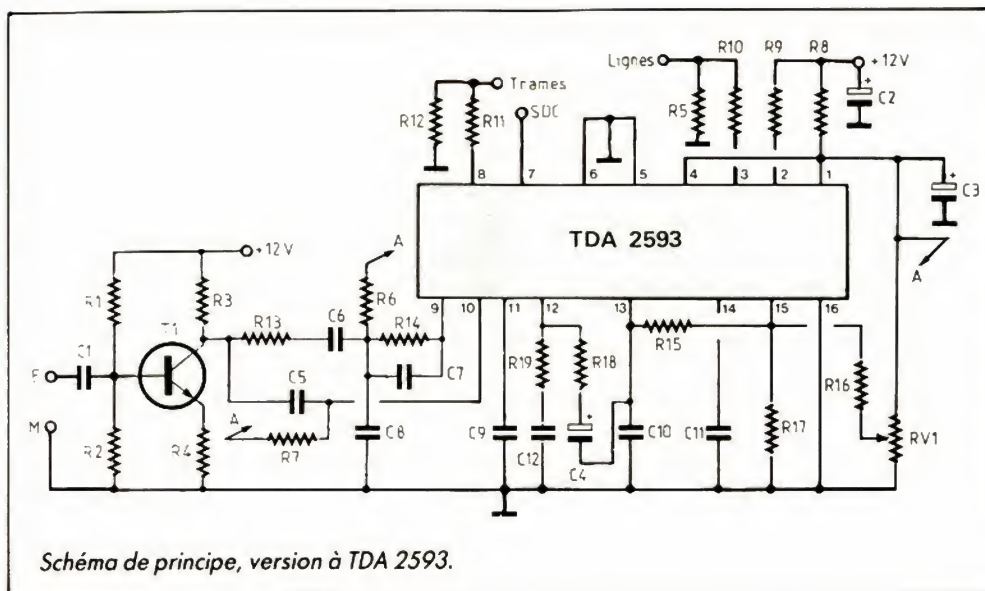 Lignes R10 R9 R8 +12V
R5 C2
Trames
SDC
R12 R11
8 7 6 5 4 3 2 1
C3
TDA 2593
A
+12V
A
R1 R3 R6 9 10 11 12 13 14 15 16
R13 C6 R14
T1 R15
C1 C5 C7 R19 R18 R16
E
A
M R2 R4 R7 C8 C9 C12 C4 C10 C11 R17 RV1
Schéma de principe, version à TDA 2593.